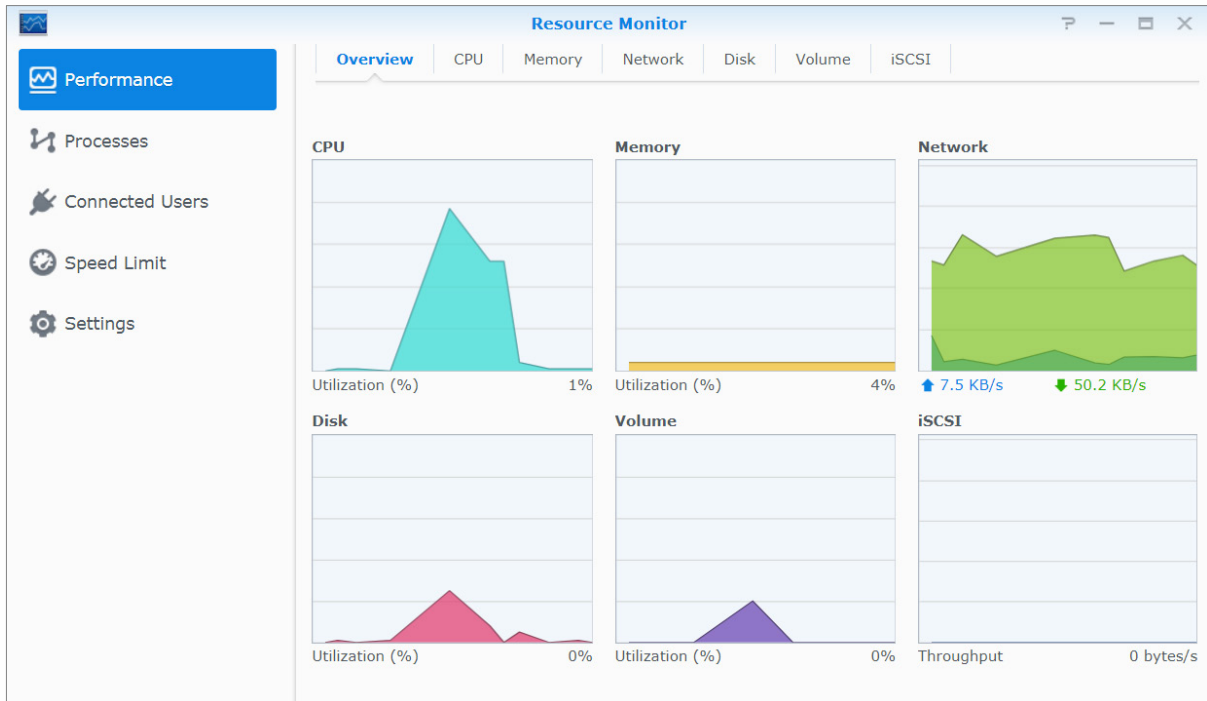 Resource Monitor
Performance
Processes
Connected Users
Speed Limit
Settings
Overview CPU Memory Network Disk Volume iSCSI
CPU Memory Network
Utilization (%) 1% Utilization (%) 4% 7.5 KB/s 50.2 KB/s
Disk Volume iSCSI
Utilization (%) 0% Utilization (%) 0% Throughput 0 bytes/s